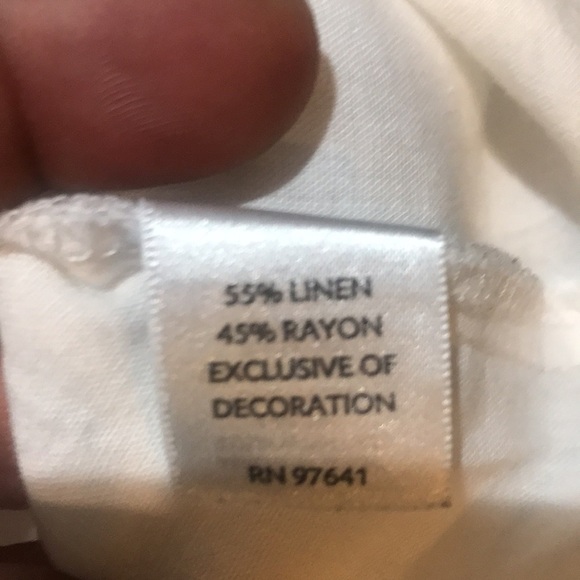 55% LINEN
45% RAYON
EXCLUSIVE OF
DECORATION
RN 97641